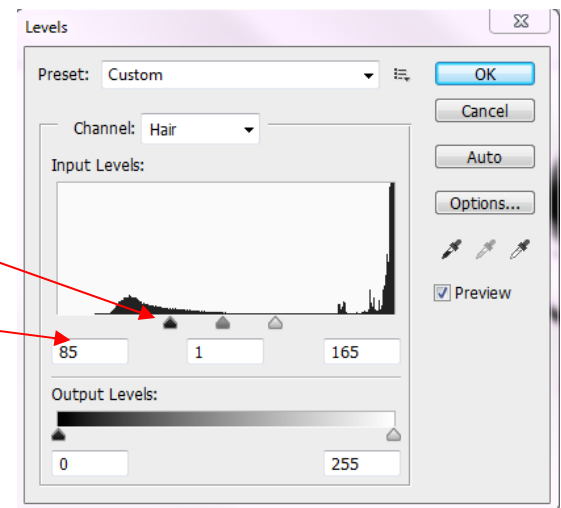 Levels
Preset: Custom
OK
Cancel
Channel: Hair
Auto
Input Levels:
Options...
Preview
85 1 165
Output Levels:
0 255